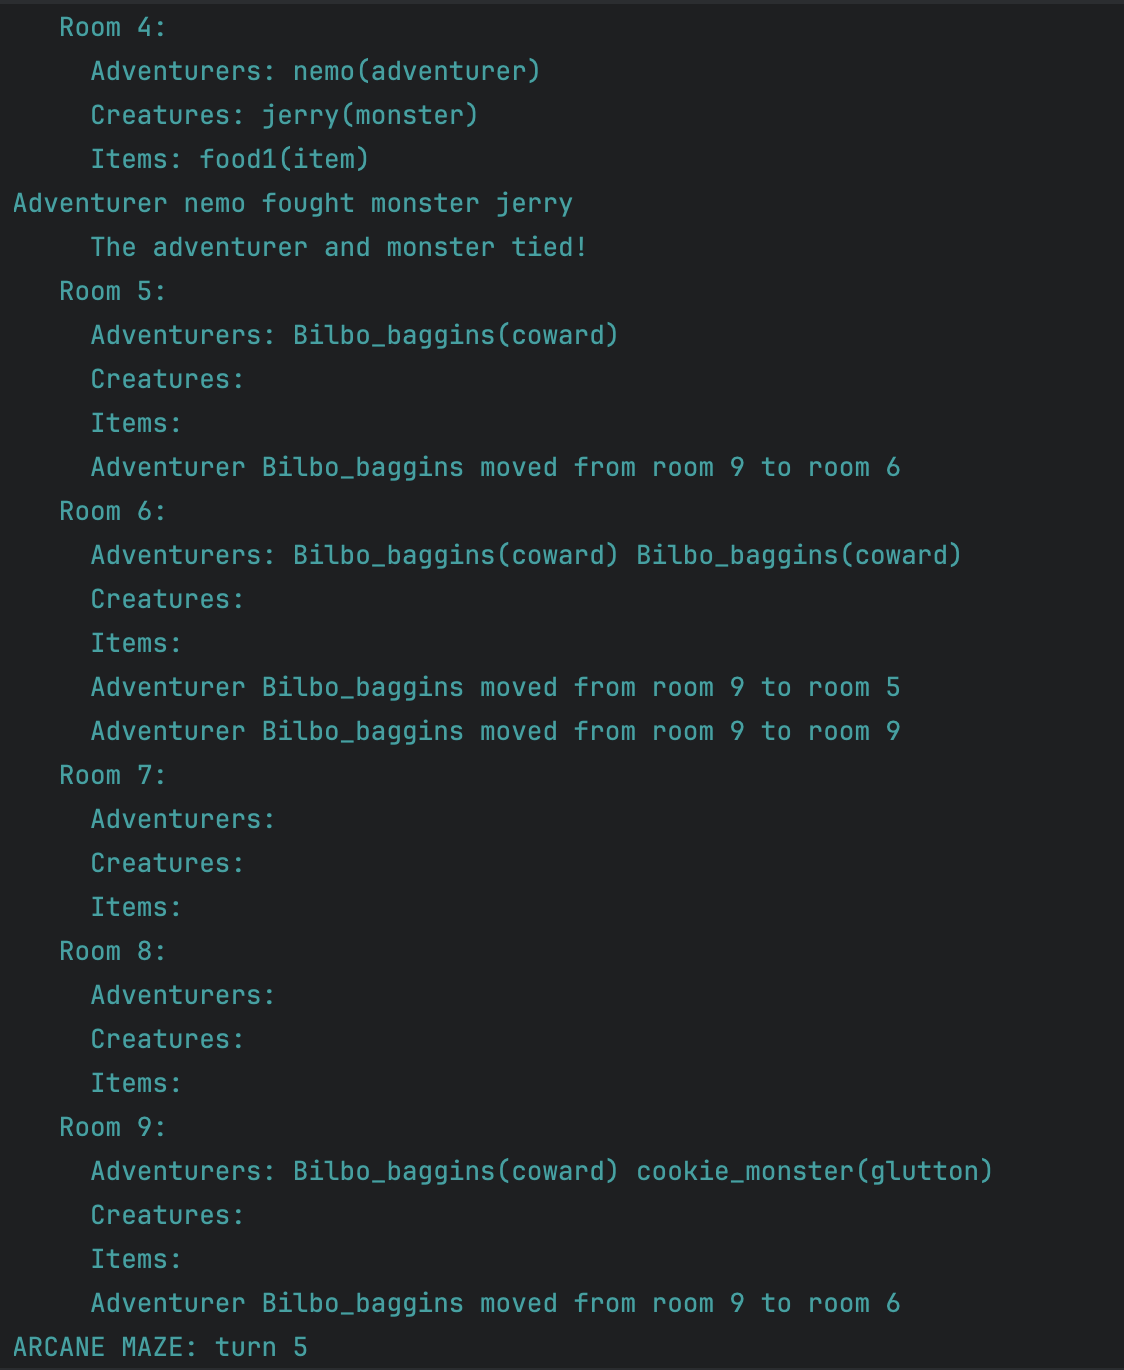 Room 4:
Adventurers: nemo(adventurer)
Creatures: jerry(monster)
Items: food1(item)
Adventurer nemo fought monster jerry
The adventurer and monster tied!
Room 5:
Adventurers: Bilbo_baggins(coward)
Creatures:
Items:
Adventurer Bilbo_baggins moved from room 9 to room 6
Room 6:
Adventurers: Bilbo_baggins(coward) Bilbo_baggins(coward)
Creatures:
Items:
Adventurer Bilbo_baggins moved from room 9 to room 5
Adventurer Bilbo_baggins moved from room 9 to room 9
Room 7:
Adventurers:
Creatures:
Items:
Room 8:
Adventurers:
Creatures:
Items:
Room 9:
Adventurers: Bilbo_baggins(coward) cookie_monster(glutton)
Creatures:
Items:
Adventurer Bilbo_baggins moved from room 9 to room 6
ARCANE MAZE: turn 5